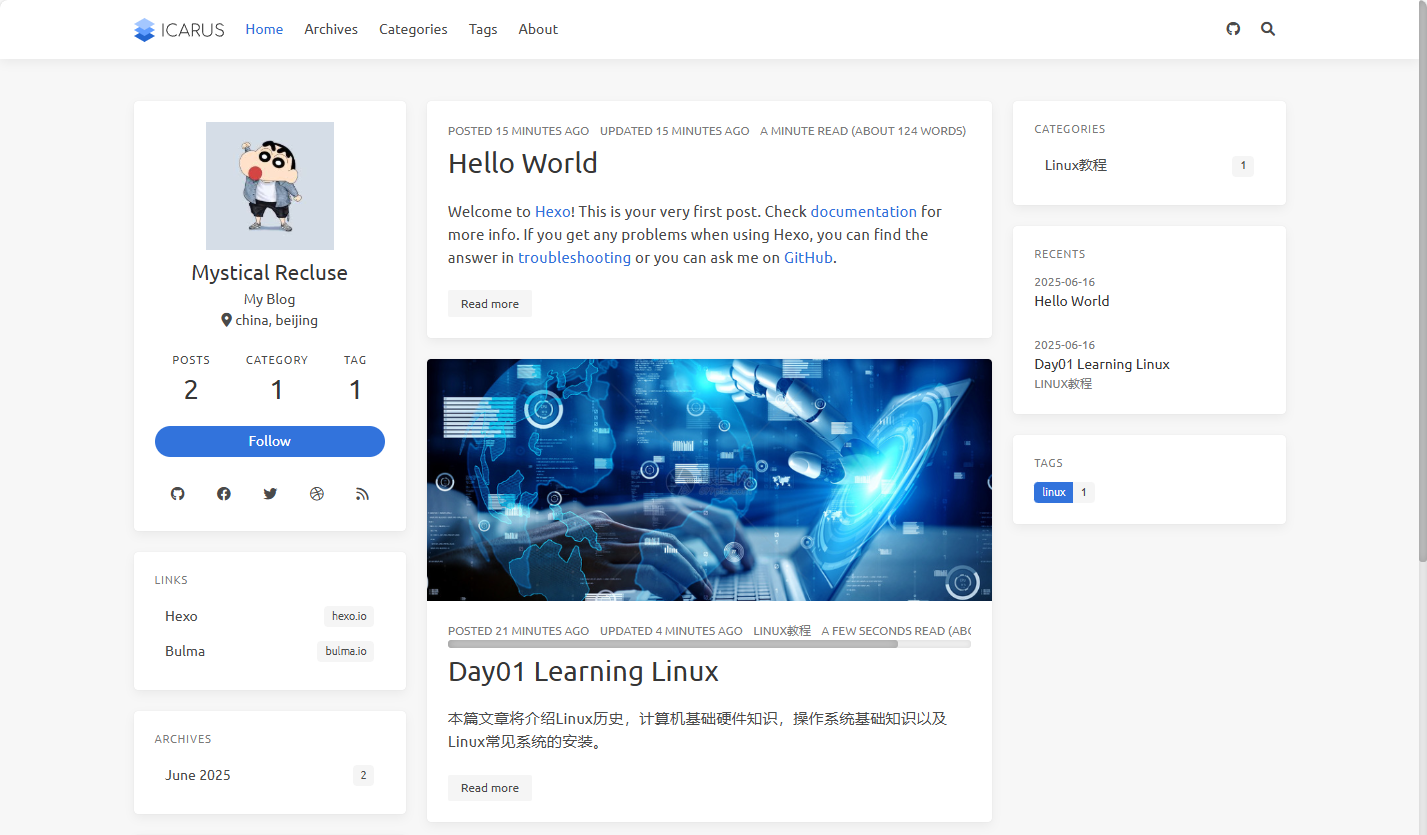 ICARUS Home Archives Categories Tags About
Mystical Recluse
My Blog
china, beijing
POSTS CATEGORY TAG
2 1 1
Follow
LINKS
Hexo hexo.io
Bulma bulma.io
ARCHIVES
June 2025 2
POSTED 15 MINUTES AGO UPDATED 15 MINUTES AGO A MINUTE READ (ABOUT 124 WORDS)
Hello World
Welcome to Hexo! This is your very first post. Check documentation for
more info. If you get any problems when using Hexo, you can find the
answer in troubleshooting or you can ask me on GitHub.
Read more
POSTED 21 MINUTES AGO UPDATED 4 MINUTES AGO LINUX教程 A FEW SECONDS READ (ABO
Day01 Learning Linux
本篇文章将介绍Linux历史，计算机基础硬件知识，操作系统基础知识以及
Linux常见系统的安装。
Read more
CATEGORIES
Linux教程 1
RECENTS
2025-06-16
Hello World
2025-06-16
Day01 Learning Linux
LINUX教程
TAGS
linux 1